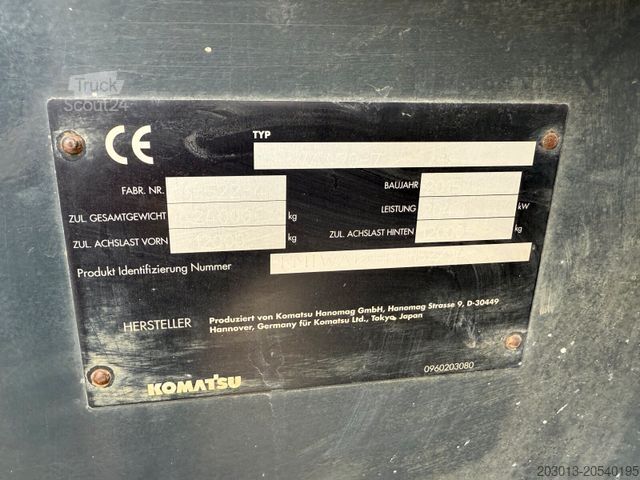 Truck
Scout24
CE
TYP
FABR. NR.
BAUJAHR
ZUL. GESAMTGEWICHT kg
LEISTUNG kW
ZUL. ACHSLAST VORN kg
ZUL. ACHSLAST HINTEN kg
Produkt Identifizierung Nummer
HERSTELLER
Produziert von Komatsu Hanomag GmbH, Hanomag Strasse 9, D-30449
Hannover, Germany für Komatsu Ltd., Tokyo, Japan
KOMATSU
0960203080
203013-20540195